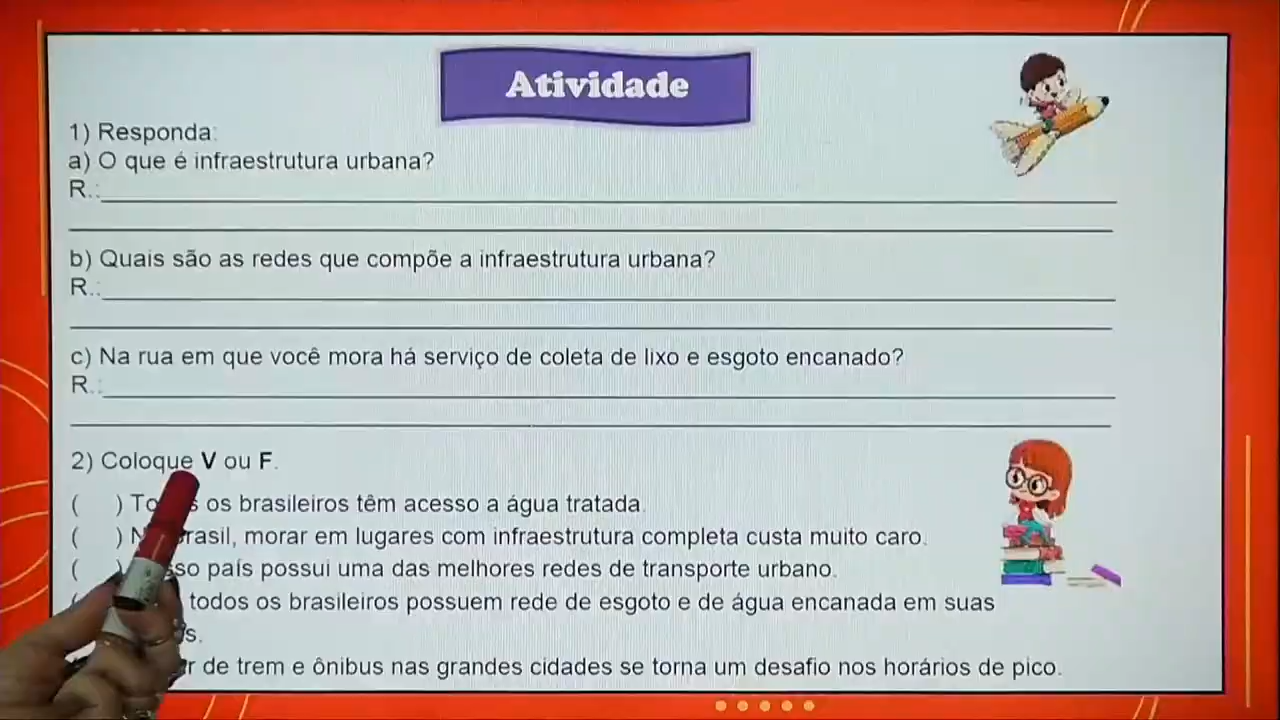 Atividade
1) Responda:
a) O que é infraestrutura urbana?
R.:
b) Quais são as redes que compõe a infraestrutura urbana?
R.:
c) Na rua em que você mora há serviço de coleta de lixo e esgoto encanado?
R.:
2) Coloque V ou F.
( ) os brasileiros têm acesso a água tratada.
( ) morar em lugares com infraestrutura completa custa muito caro.
( ) país possui uma das melhores redes de transporte urbano.
( todos os brasileiros possuem rede de esgoto e de água encanada em suas
de trem e ônibus nas grandes cidades se torna um desafio nos horários de pico.